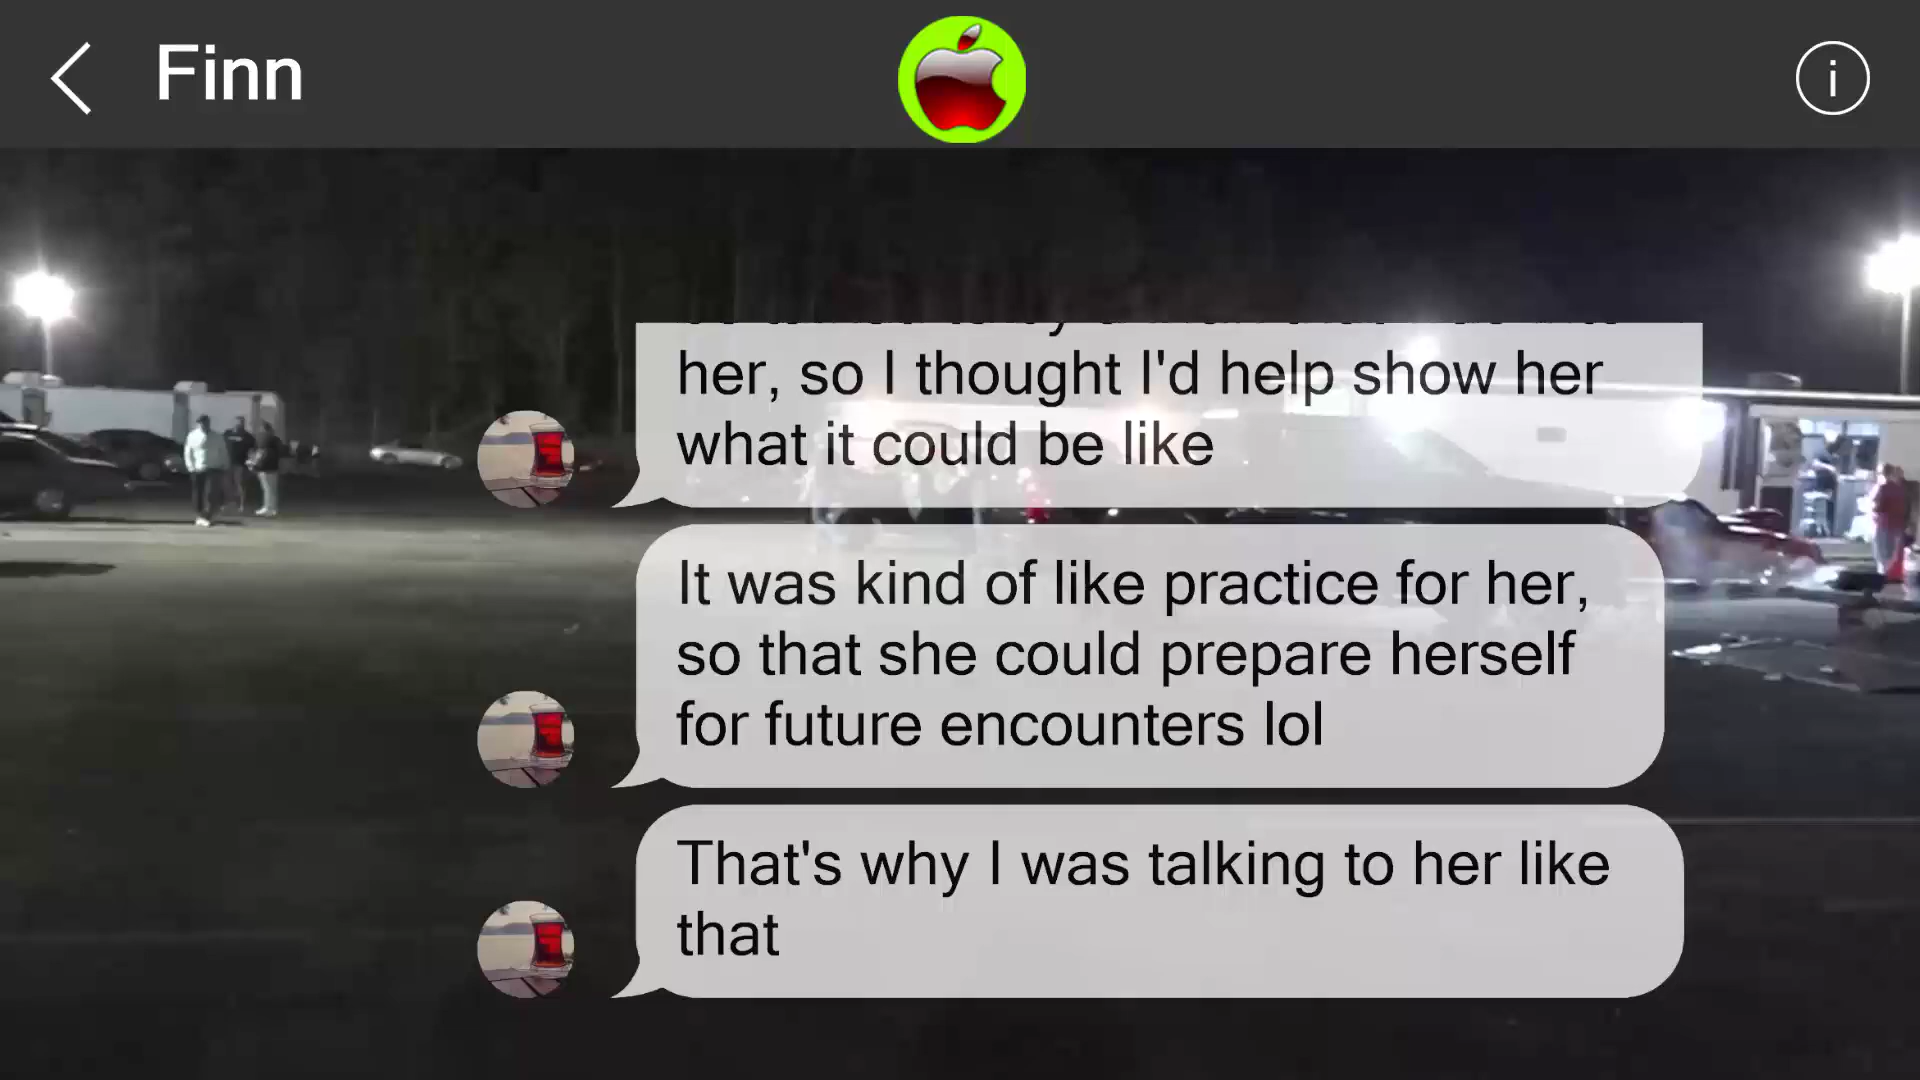 Finn
her, so I thought I'd help show her
what it could be like
It was kind of like practice for her,
so that she could prepare herself
for future encounters lol
That's why I was talking to her like
that